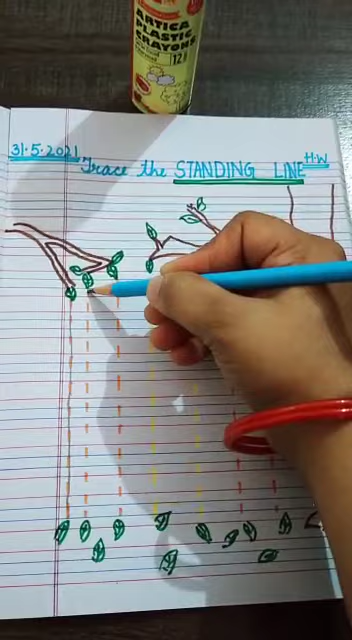 ARTICA
PLASTIC
CRAYONS
12
31.5.2021
H.W
Trace the STANDING LINE